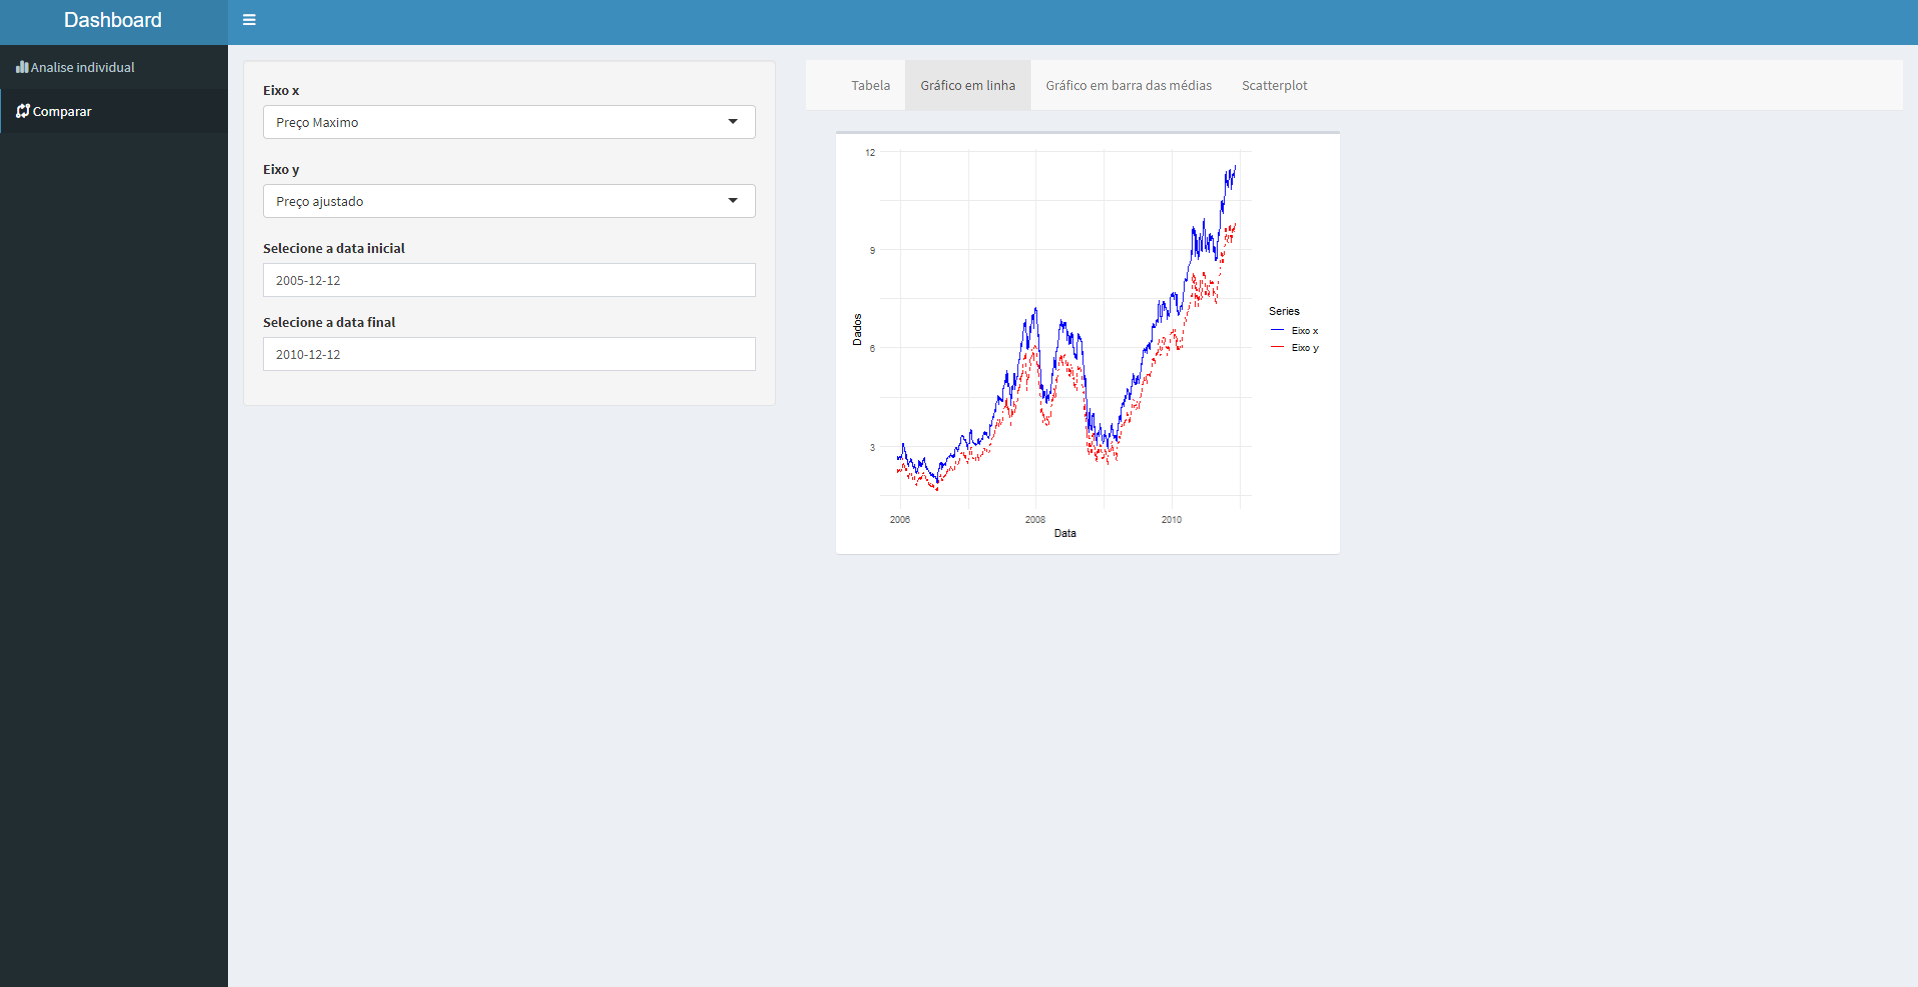 Dashboard
Analise individual
Comparar
Eixo x
Preço Maximo
Eixo y
Preço ajustado
Selecione a data inicial
2005-12-12
Selecione a data final
2010-12-12
Tabela Gráfico em linha Gráfico em barra das médias Scatterplot
12
9
6
3
Dados
2006 2008 2010
Data
Series
Eixo x
Eixo y